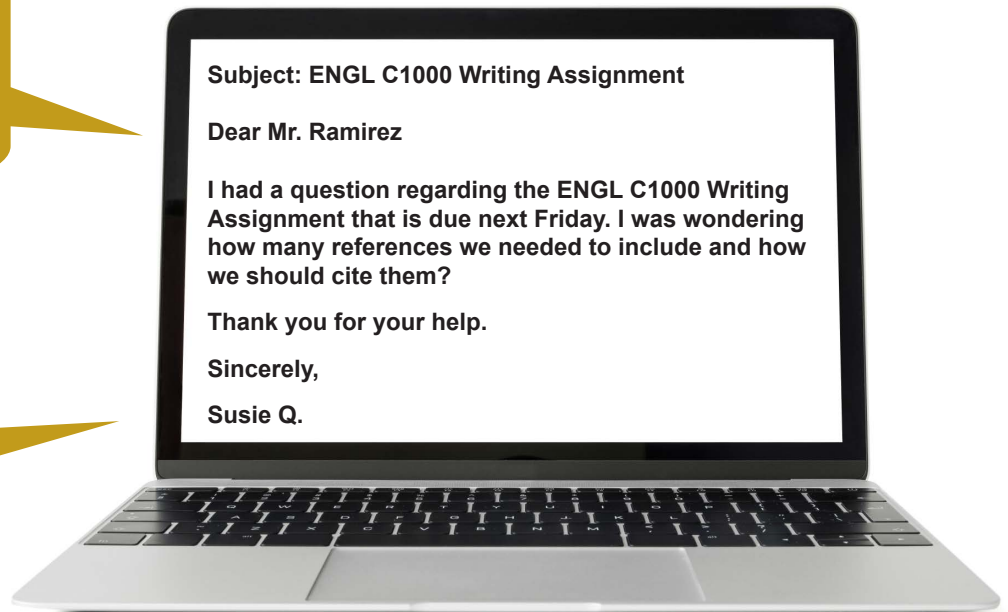 Subject: ENGL C1000 Writing Assignment
Dear Mr. Ramirez
I had a question regarding the ENGL C1000 Writing
Assignment that is due next Friday. I was wondering
how many references we needed to include and how
we should cite them?
Thank you for your help.
Sincerely,
Susie Q.